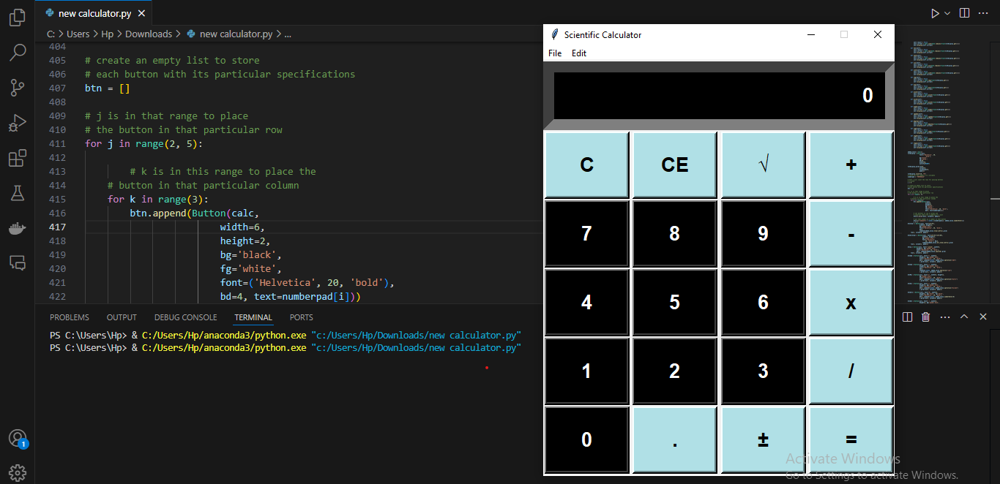 new calculator.py
C: > Users > Hp > Downloads > new calculator.py > ...
404
405 # create an empty list to store
406 # each button with its particular specifications
407 btn = []
408
409 # j is in that range to place
410 # the button in that particular row
411 for j in range(2, 5):
412
413 # k is in this range to place the
414 # button in that particular column
415 for k in range(3):
416 btn.append(Button(calc,
417 width=6,
418 height=2,
419 bg='black',
420 fg='white',
421 font=('Helvetica', 20, 'bold'),
422 bd=4, text=numberpad[i]))
PROBLEMS OUTPUT DEBUG CONSOLE TERMINAL PORTS
PS C:\Users\Hp> & C:/Users/Hp/anaconda3/python.exe "c:/Users/Hp/Downloads/new calculator.py"
PS C:\Users\Hp> & C:/Users/Hp/anaconda3/python.exe "c:/Users/Hp/Downloads/new calculator.py"
1
Scientific Calculator
File Edit
0
C CE √ +
7 8 9 -
4 5 6 x
1 2 3 /
0 . ± =
Activate Windows
Go to Settings to activate Windows.